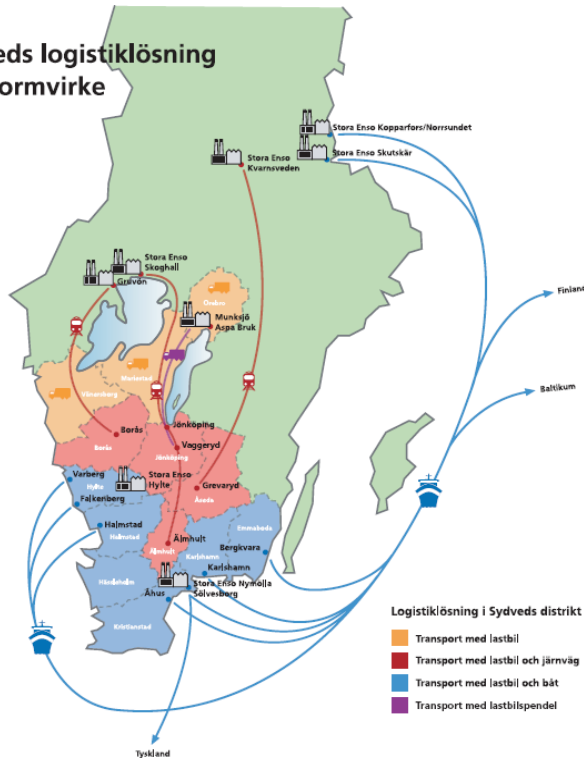 eds logistiklösning
ormvirke
Stora Enso Kopparfors/Norrsundet
Stora Enso Skutskär
Stora Enso
Kvarnsveden
Stora Enso
Skoghall
Gruvön
Örebro
Munksjö
Aspa Bruk
Finland
Mariestad
Vänersborg
Baltikum
Jönköping
Borås
Borås
Vaggeryd
Jönköping
Varberg
Stora Enso
Hylte
Hylte
Grevaryd
Åseda
Falkenberg
Halmstad
Halmstad
Emmaboda
Älmhult
Älmhult
Karlshamn
Bergkvara
Karlshamn
Hässleholm
Stora Enso Nymölla
Sölvesborg
Åhus
Kristianstad
Logistiklösning i Sydveds distrikt
Transport med lastbil
Transport med lastbil och järnväg
Transport med lastbil och båt
Transport med lastbilspendel
Tyskland